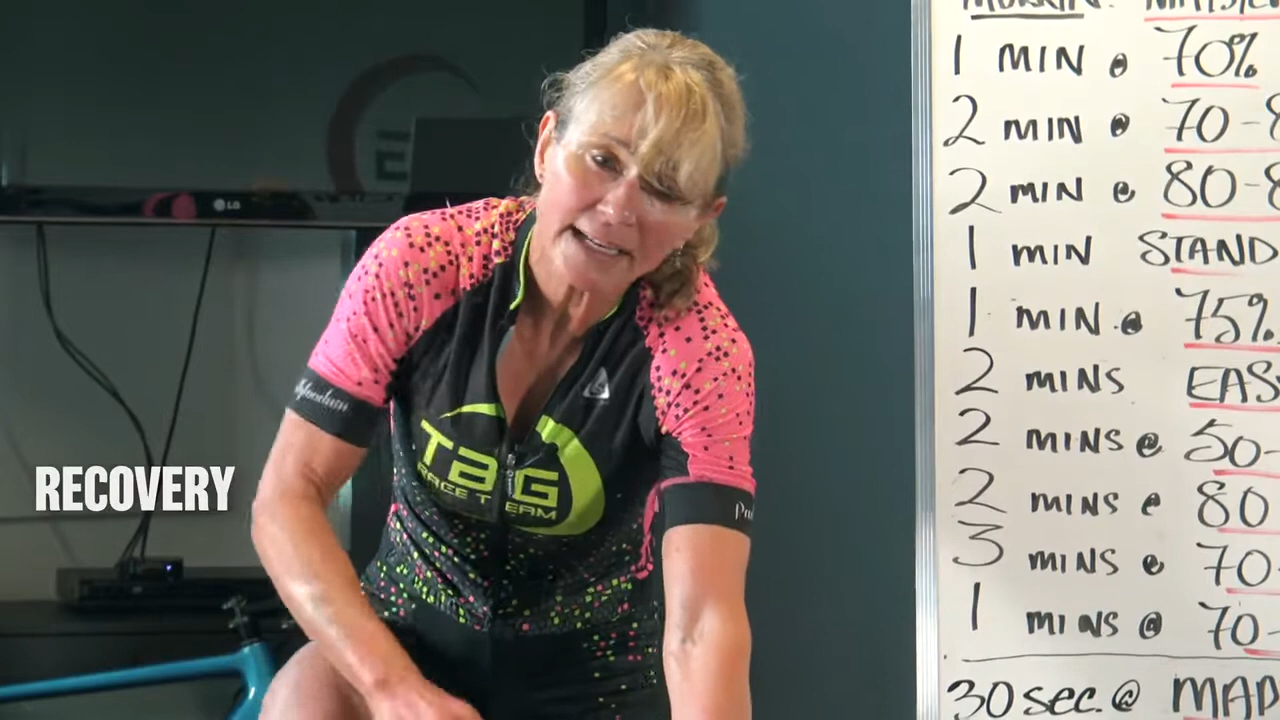 1 MIN @ 70%
2 MIN @ 70-8
2 MIN @ 80-8
1 MIN STAND
1 MIN @ 75%
2 MINS EAS
2 MINS @ 50-
2 MINS @ 80
3 MINS @ 70-
1 MINS @ 70-
30 sec. @ MAP
LG
TaG
RACE TEAM
RECOVERY